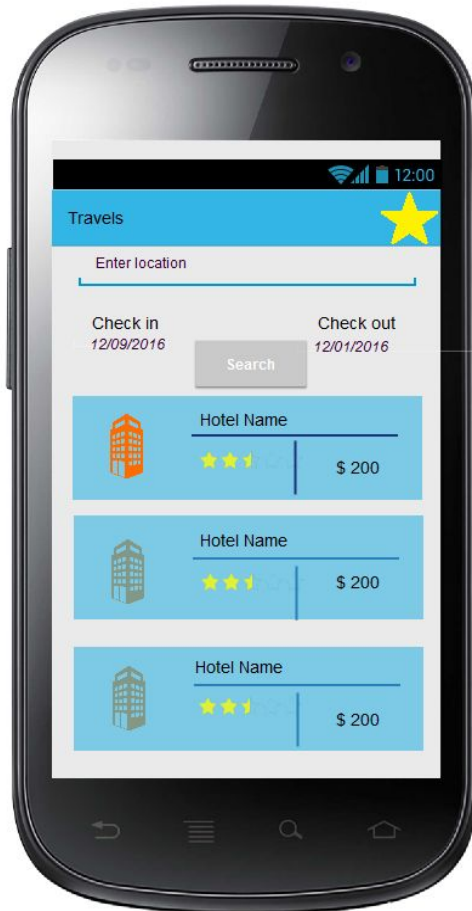 12:00
Travels
Enter location
Check in
Check out
12/09/2016
12/01/2016
Search
Hotel Name
$ 200
Hotel Name
$ 200
Hotel Name
$ 200